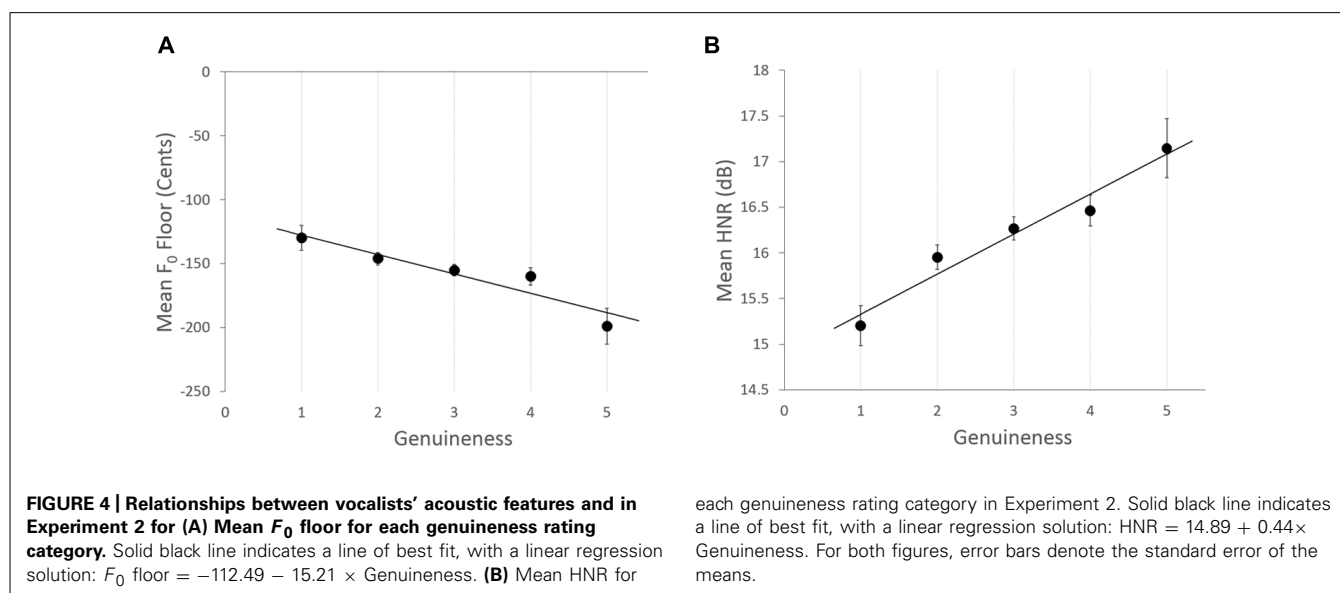 A
0
-50
-100
-150
-200
-250
Mean F0 Floor (Cents)
0 1 2 3 4 5
Genuineness
B
18
17.5
17
16.5
16
15.5
15
14.5
Mean HNR (dB)
0 1 2 3 4 5
Genuineness
FIGURE 4 | Relationships between vocalists’ acoustic features and in
Experiment 2 for (A) Mean F0 floor for each genuineness rating
category. Solid black line indicates a line of best fit, with a linear regression
solution: F0 floor = −112.49 − 15.21 × Genuineness. (B) Mean HNR for
each genuineness rating category in Experiment 2. Solid black line indicates
a line of best fit, with a linear regression solution: HNR = 14.89 + 0.44×
Genuineness. For both figures, error bars denote the standard error of the
means.